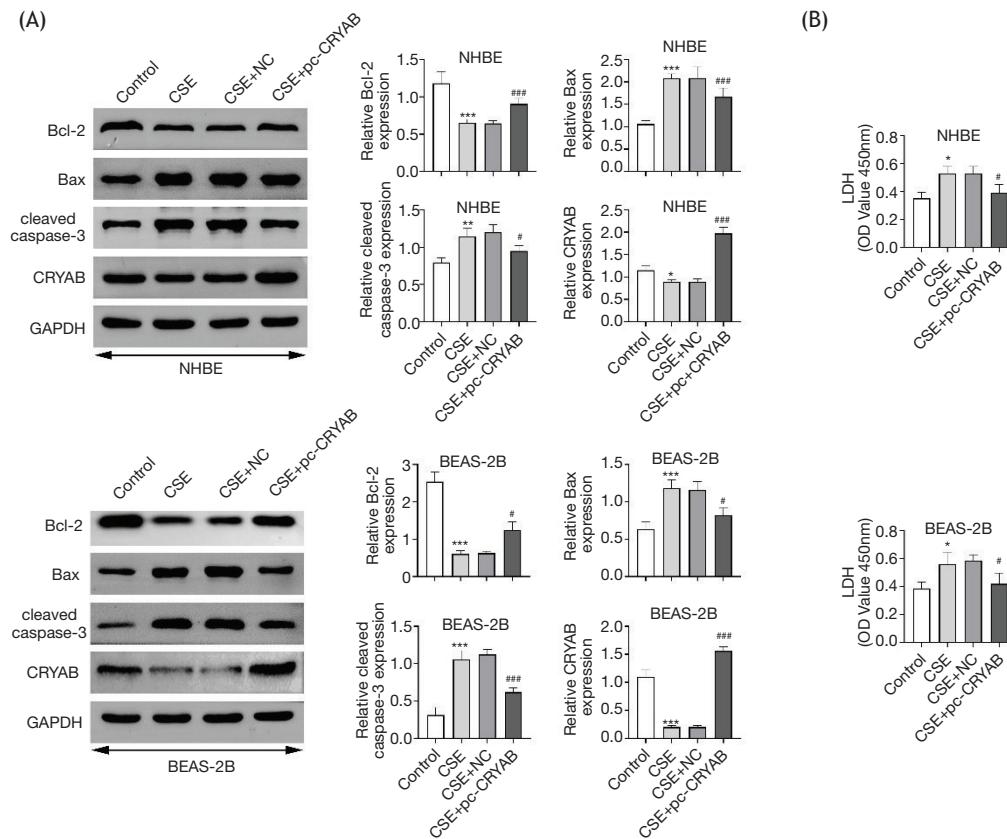 (A)
Control
CSE
CSE+NC
CSE+pc-CRYAB
Bcl-2
Bax
cleaved
caspase-3
CRYAB
GAPDH
NHBE
NHBE
Relative Bcl-2
expression
1.5
1.0
0.5
0.0
***
###
NHBE
Relative Bax
expression
2.5
2.0
1.5
1.0
0.5
0.0
***
###
NHBE
Relative cleaved
caspase-3 expression
1.5
1.0
0.5
0.0
**
#
Control
CSE
CSE+NC
CSE+pc-CRYAB
NHBE
Relative CRYAB
expression
2.5
2.0
1.5
1.0
0.5
0.0
*
###
Control
CSE
CSE+NC
CSE+pc+CRYAB
(B)
NHBE
LDH
(OD Value 450nm)
0.8
0.6
0.4
0.2
0.0
*
#
Control
CSE
CSE+NC
CSE+pc-CRYAB
Control
CSE
CSE+NC
CSE+pc-CRYAB
Bcl-2
Bax
cleaved
caspase-3
CRYAB
GAPDH
BEAS-2B
BEAS-2B
Relative Bcl-2
expression
3
2
1
0
***
#
BEAS-2B
Relative Bax
expression
1.5
1.0
0.5
0.0
***
#
BEAS-2B
Relative cleaved
caspase-3 expression
1.5
1.0
0.5
0.0
***
###
Control
CSE
CSE+NC
CSE+pc-CRYAB
BEAS-2B
Relative CRYAB
expression
2.0
1.5
1.0
0.5
0.0
***
###
Control
CSE
CSE+NC
CSE+pc-CRYAB
BEAS-2B
LDH
(OD Value 450nm)
0.8
0.6
0.4
0.2
0.0
*
#
Control
CSE
CSE+NC
CSE+pc-CRYAB